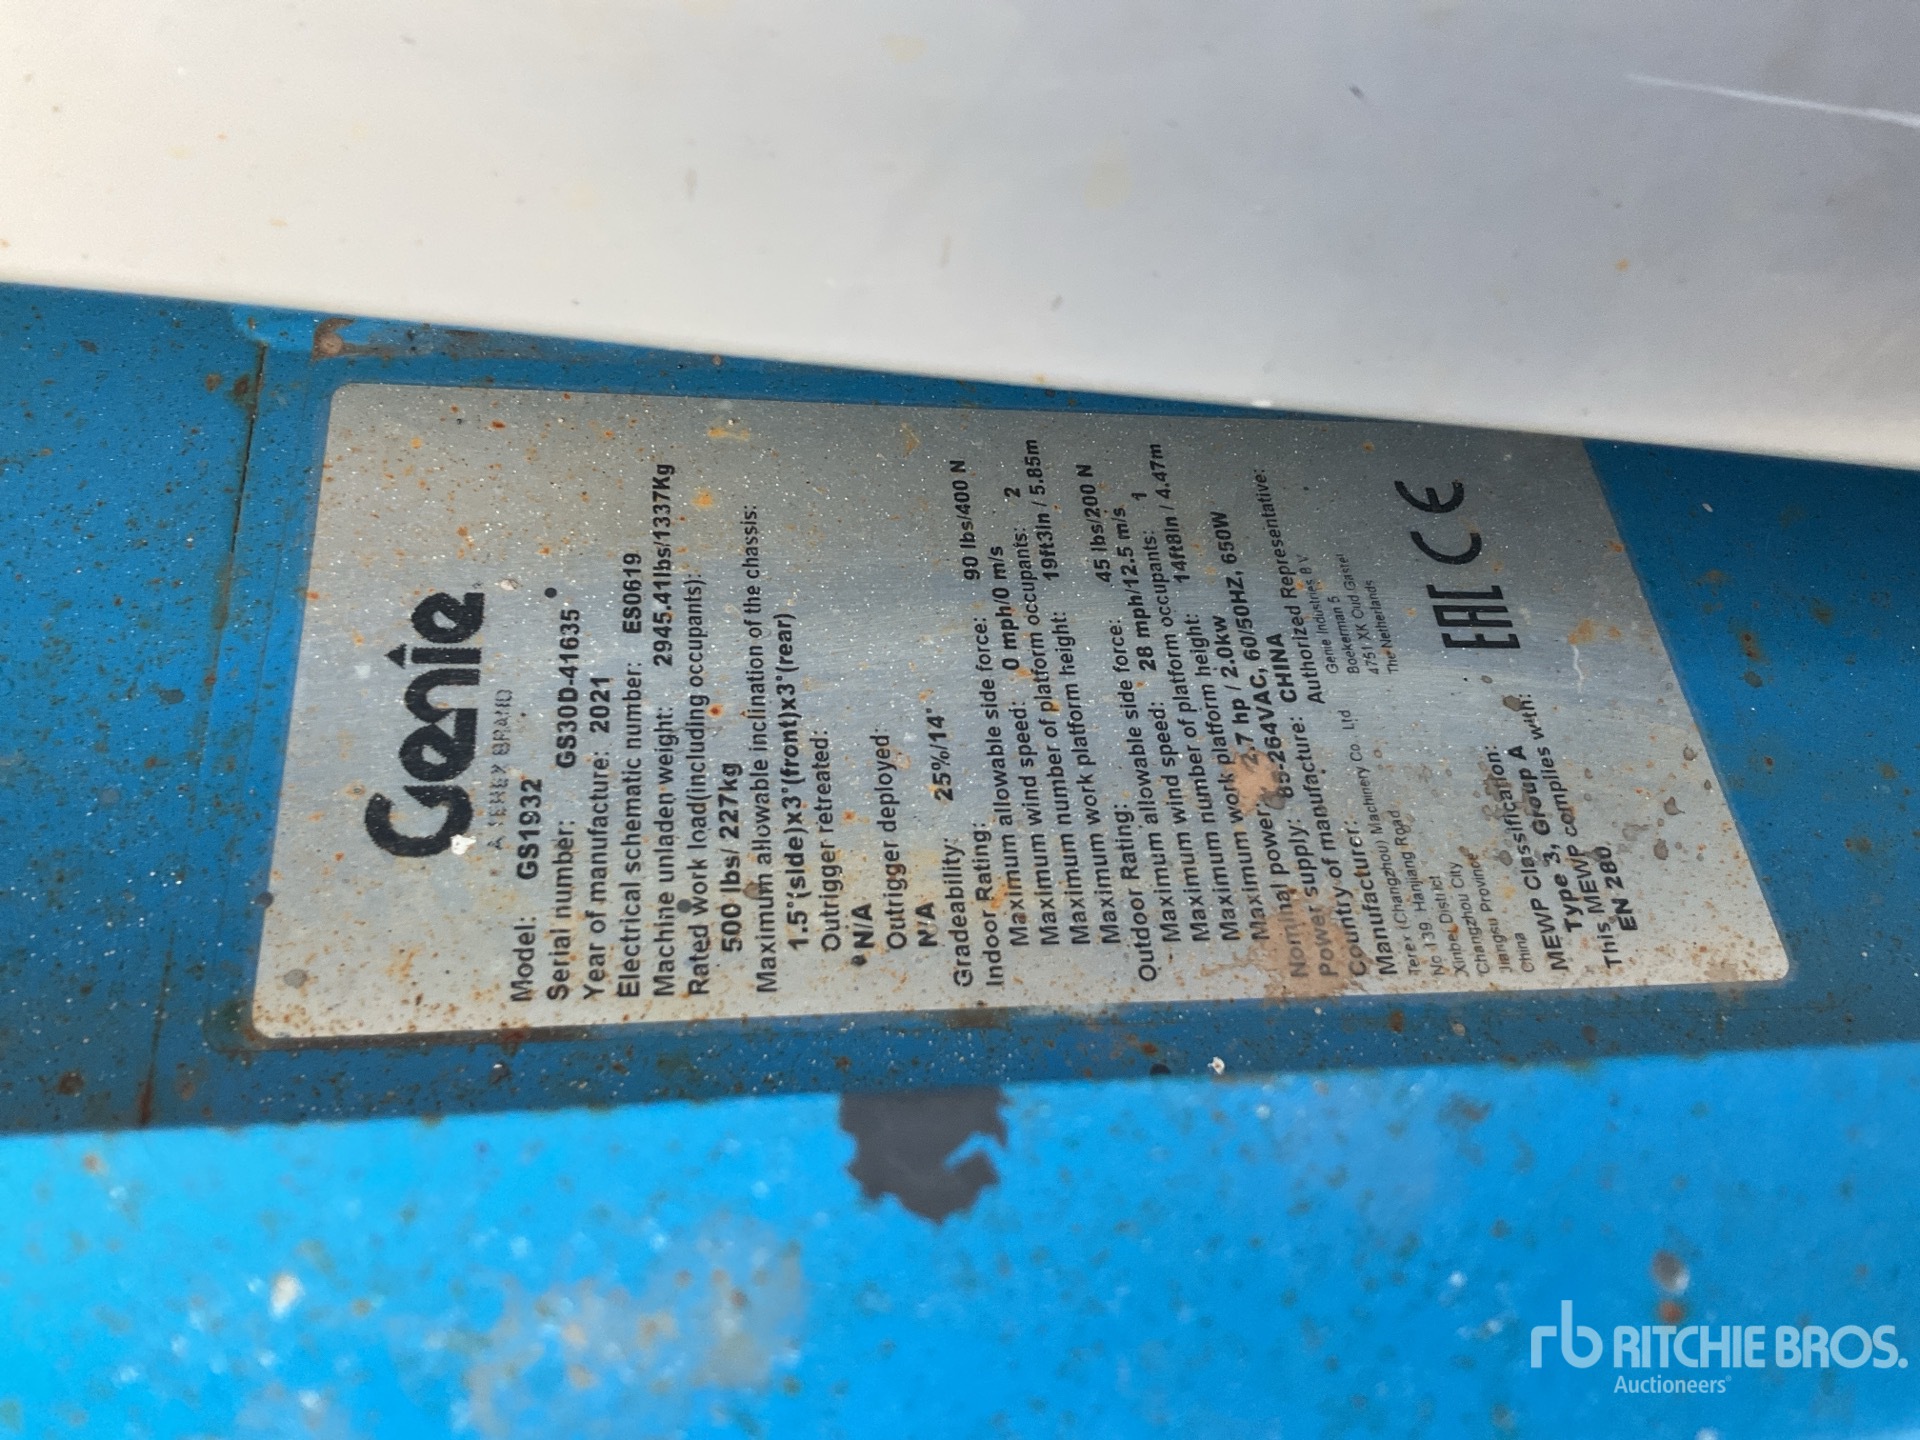 Genie
A TEREX BRAND
Model: GS1932
Serial number: GS30D-41635
Year of manufacture: 2021
Electrical schematic number: ES0619
Machine unladen weight: 2945.41lbs/1337Kg
Rated work load(including occupants):
500 lbs/ 227kg
Maximum allowable inclination of the chassis:
1.5°(side)x3°(front)x3°(rear)
Outrigger retreated:
N/A
Outrigger deployed:
N/A
Gradeability: 25%/14°
Indoor Rating:
Maximum allowable side force: 90 lbs/400 N
Maximum wind speed: 0 mph/0 m/s
Maximum number of platform occupants: 2
Maximum work platform height: 19ft3in / 5.85m
Outdoor Rating:
Maximum allowable side force: 45 lbs/200 N
Maximum wind speed: 28 mph/12.5 m/s
Maximum number of platform occupants: 1
Maximum work platform height: 14ft8in / 4.47m
Maximum power: 2.7 hp / 2.0kw
Nominal power supply: 85-264VAC, 60/50HZ, 650W
Power
Country of manufacture: CHINA
Manufacturer:
Terex (Changzhou) Machinery Co. Ltd
No 139, Hanjiang Road
Xinbei District
Changzhou City
Jiangsu Province
China
Authorized Representative:
Genie Industries B V
Boekerman 5
4751 XK Oud Gastel
The Netherlands
MEWP Classification:
Type 3, Group A
This MEWP complies with:
EN 280
EAC CE
rb RITCHIE BROS.
Auctioneers